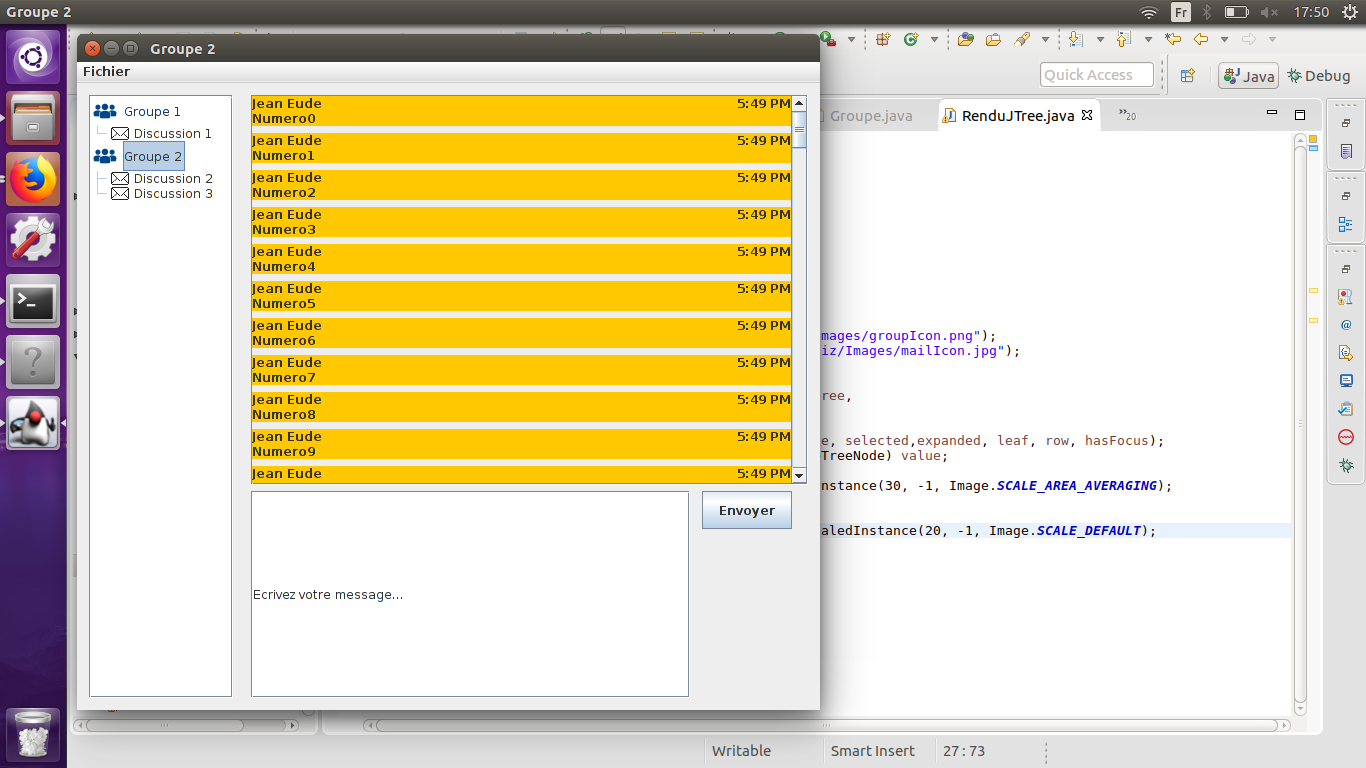 Groupe 2
Fr
17:50
Groupe 2
Fichier
Groupe 1
Discussion 1
Groupe 2
Discussion 2
Discussion 3
Jean Eude 5:49 PM
Numero0
Jean Eude 5:49 PM
Numero1
Jean Eude 5:49 PM
Numero2
Jean Eude 5:49 PM
Numero3
Jean Eude 5:49 PM
Numero4
Jean Eude 5:49 PM
Numero5
Jean Eude 5:49 PM
Numero6
Jean Eude 5:49 PM
Numero7
Jean Eude 5:49 PM
Numero8
Jean Eude 5:49 PM
Numero9
Jean Eude 5:49 PM
Ecrivez votre message...
Envoyer
Quick Access
Java
Debug
Groupe.java
RenduJTree.java
»20
mages/groupIcon.png");
iz/Images/mailIcon.jpg");
ree,
e, selected,expanded, leaf, row, hasFocus);
TreeNode) value;
nstance(30, -1, Image.SCALE_AREA_AVERAGING);
aledInstance(20, -1, Image.SCALE_DEFAULT);
Writable
Smart Insert
27 : 73